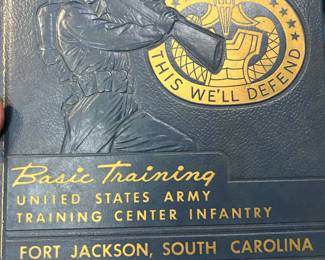 THIS WE'LL DEFEND
Basic Training
UNITED STATES ARMY
TRAINING CENTER INFANTRY
FORT JACKSON, SOUTH CAROLINA